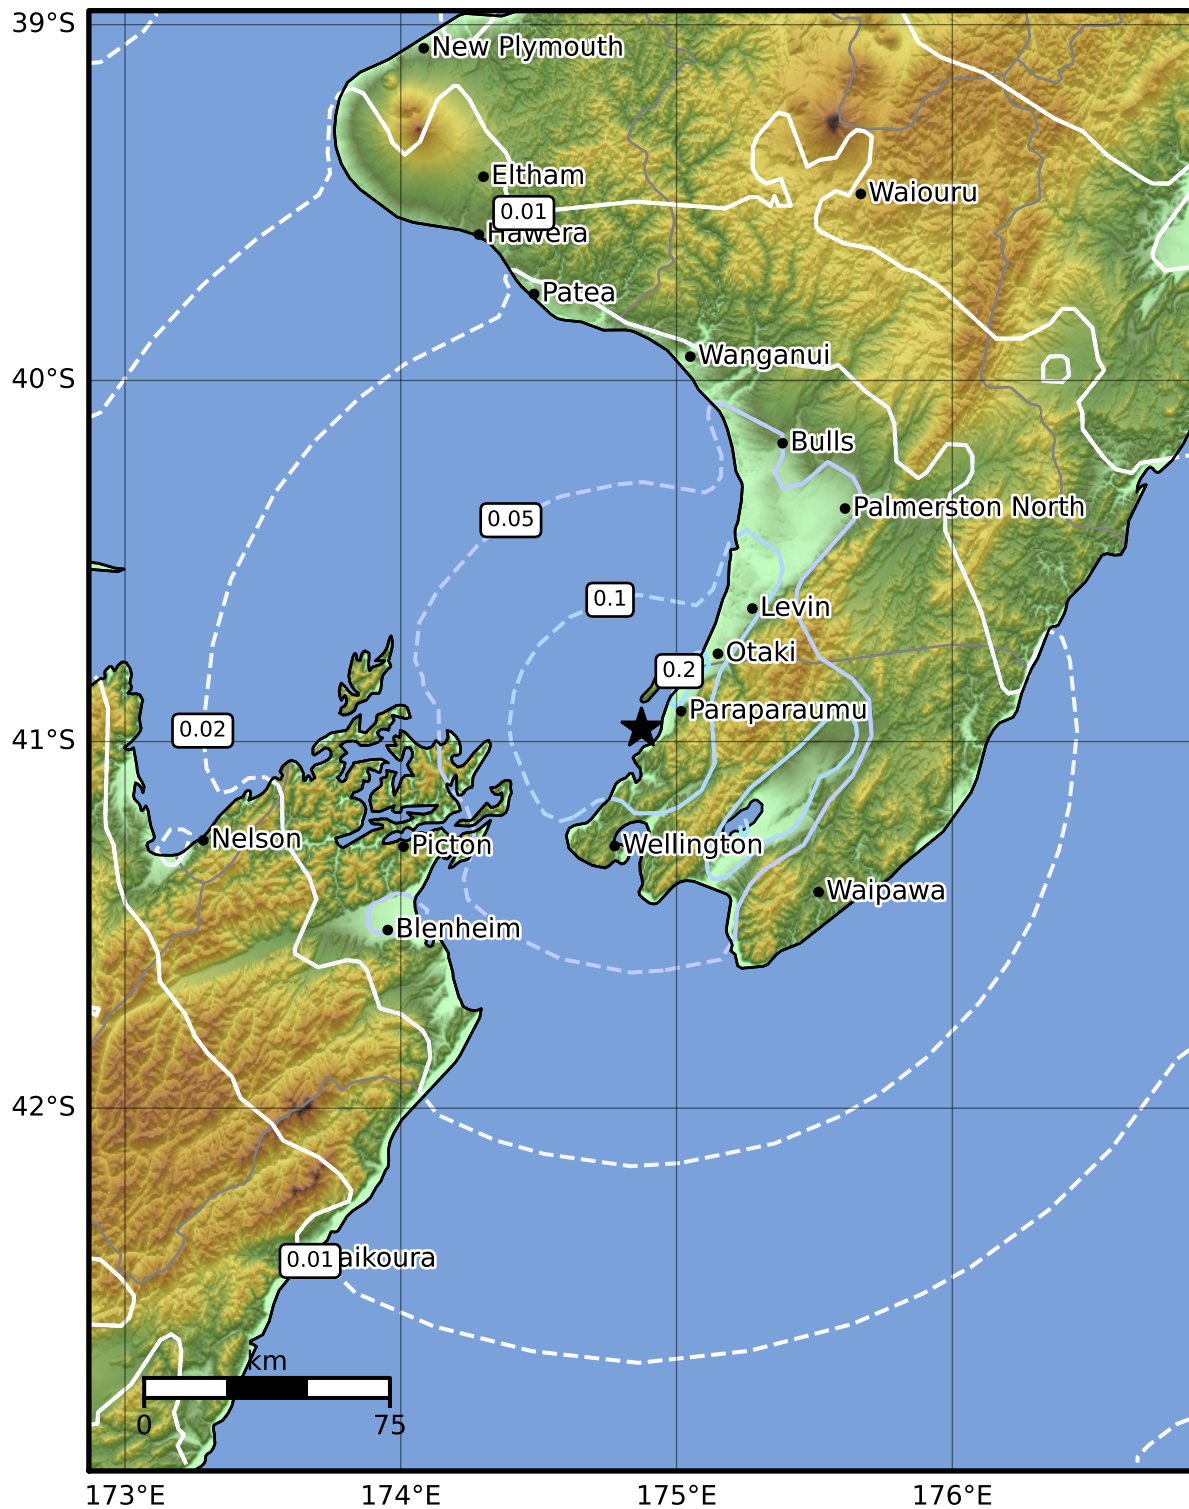 39°S
New Plymouth
Eltham
Waiouru
0.01
Hawera
Patea
Wanganui
40°S
Bulls
Palmerston North
0.05
0.1
Levin
Otaki
0.2
Paraparaumu
0.02
41°S
Nelson
Picton
Wellington
Waipawa
Blenheim
42°S
0.01
aikoura
km
0
75
173°E
174°E
175°E
176°E